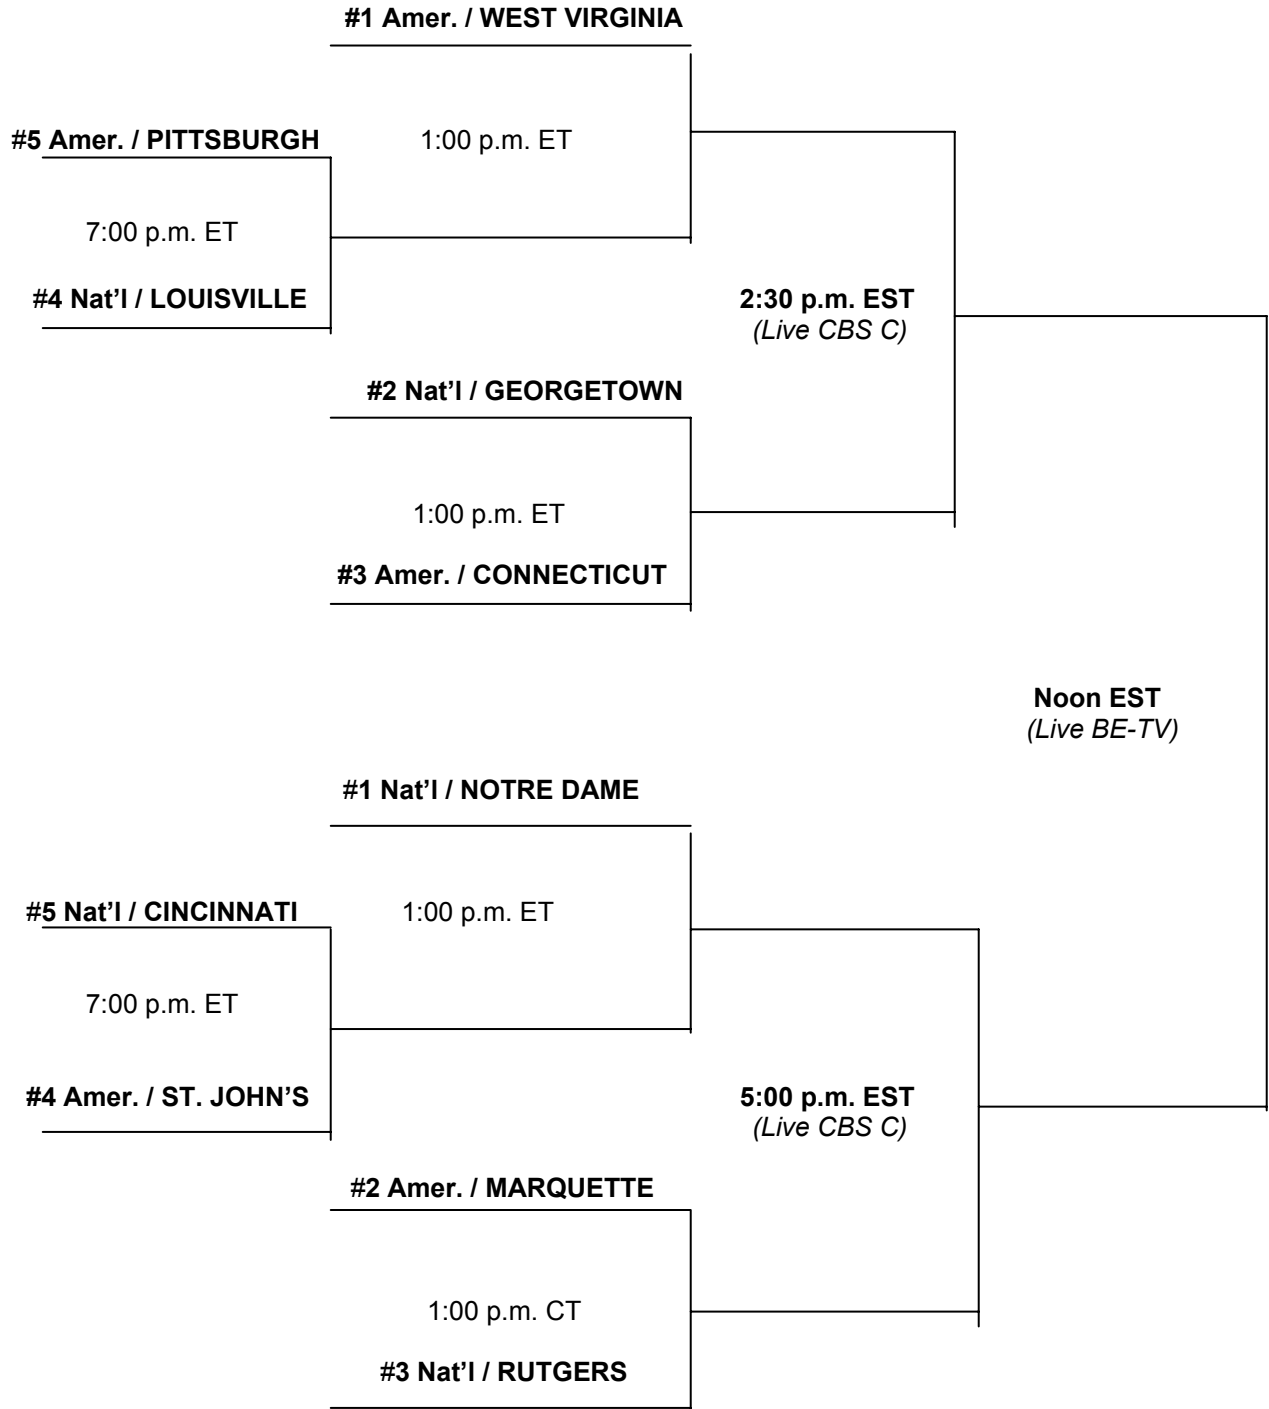 #1 Amer. / WEST VIRGINIA
#5 Amer. / PITTSBURGH
1:00 p.m. ET
7:00 p.m. ET
#4 Nat’l / LOUISVILLE
2:30 p.m. EST
(Live CBS C)
#2 Nat’l / GEORGETOWN
1:00 p.m. ET
#3 Amer. / CONNECTICUT
Noon EST
(Live BE-TV)
#1 Nat’l / NOTRE DAME
#5 Nat’l / CINCINNATI
1:00 p.m. ET
7:00 p.m. ET
#4 Amer. / ST. JOHN’S
5:00 p.m. EST
(Live CBS C)
#2 Amer. / MARQUETTE
1:00 p.m. CT
#3 Nat’l / RUTGERS